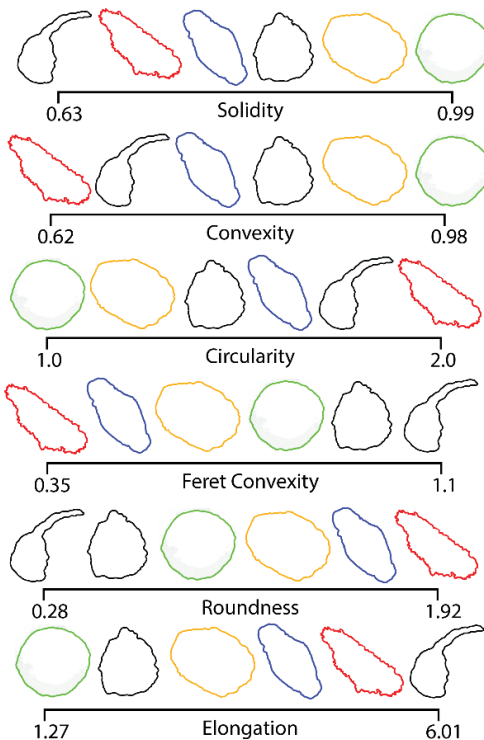 0.63 Solidity 0.99
0.62 Convexity 0.98
1.0 Circularity 2.0
0.35 Feret Convexity 1.1
0.28 Roundness 1.92
1.27 Elongation 6.01